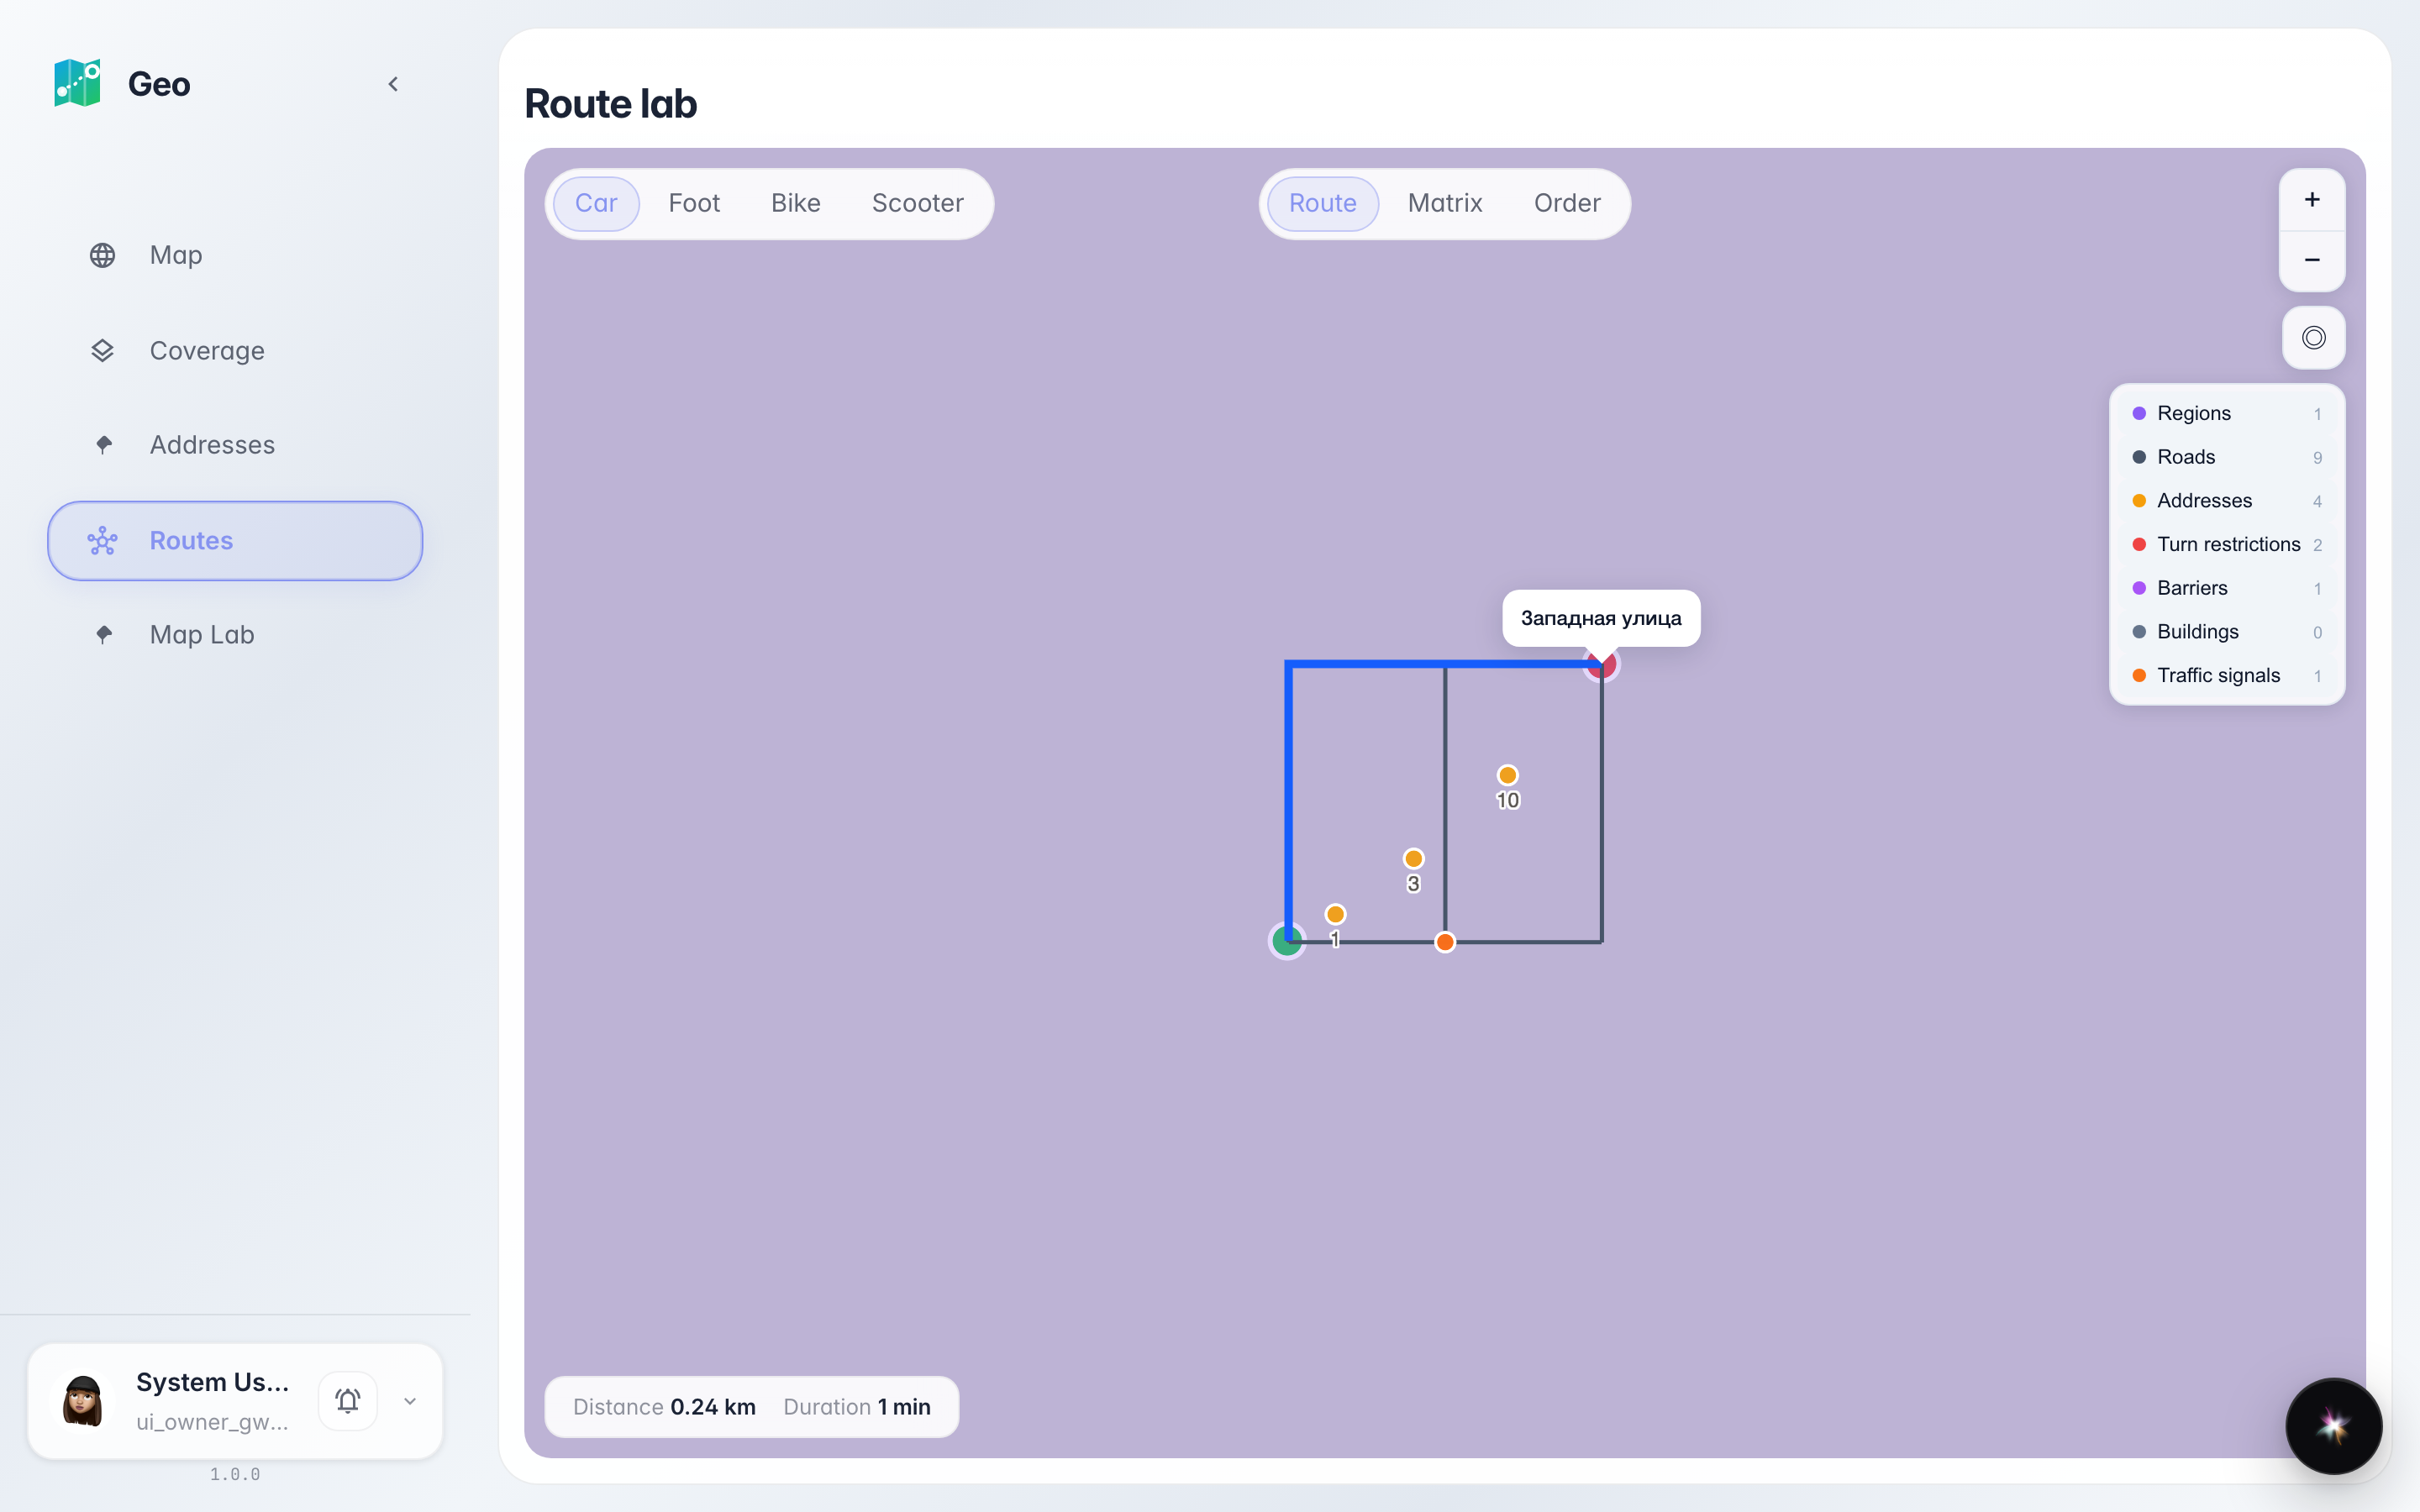 Geo
Map
Coverage
Addresses
Routes
Map Lab
System Us...
ui_owner_gw...
1.0.0
Route lab
Car Foot Bike Scooter
Route Matrix Order
+
−
Regions 1
Roads 9
Addresses 4
Turn restrictions 2
Barriers 1
Buildings 0
Traffic signals 1
Западная улица
10
3
1
Distance 0.24 km Duration 1 min